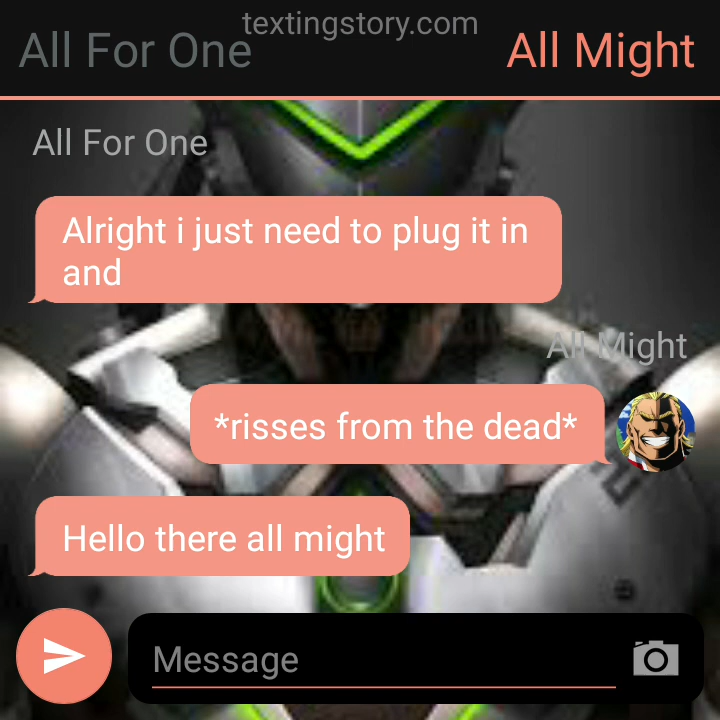 textingstory.com
All For One
All Might
All For One
Alright i just need to plug it in
and
All Might
*risses from the dead*
Hello there all might
Message